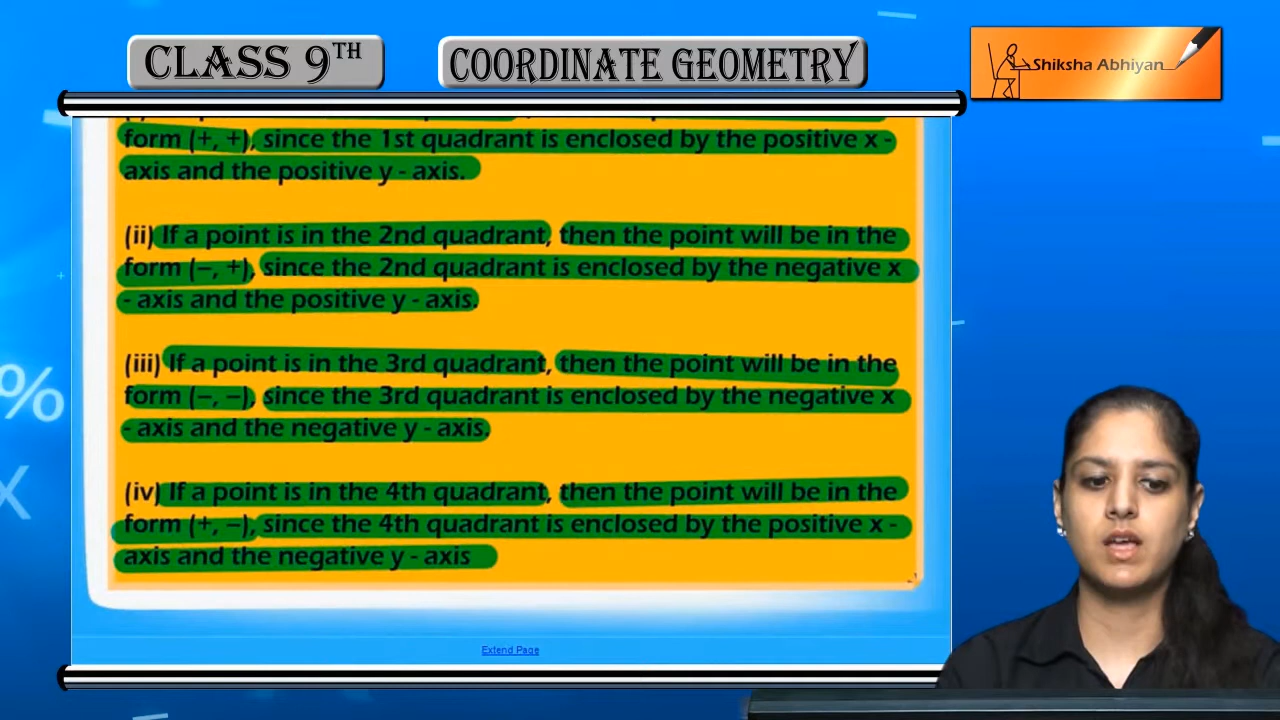 CLASS 9TH
COORDINATE GEOMETRY
Shiksha Abhiyan
form (+, +), since the 1st quadrant is enclosed by the positive x -
axis and the positive y - axis.
(ii) If a point is in the 2nd quadrant, then the point will be in the
form (–, +), since the 2nd quadrant is enclosed by the negative x
- axis and the positive y - axis.
(iii) If a point is in the 3rd quadrant, then the point will be in the
form (–, –), since the 3rd quadrant is enclosed by the negative x
- axis and the negative y - axis.
(iv) If a point is in the 4th quadrant, then the point will be in the
form (+, –), since the 4th quadrant is enclosed by the positive x -
axis and the negative y - axis
Extend Page
%
X